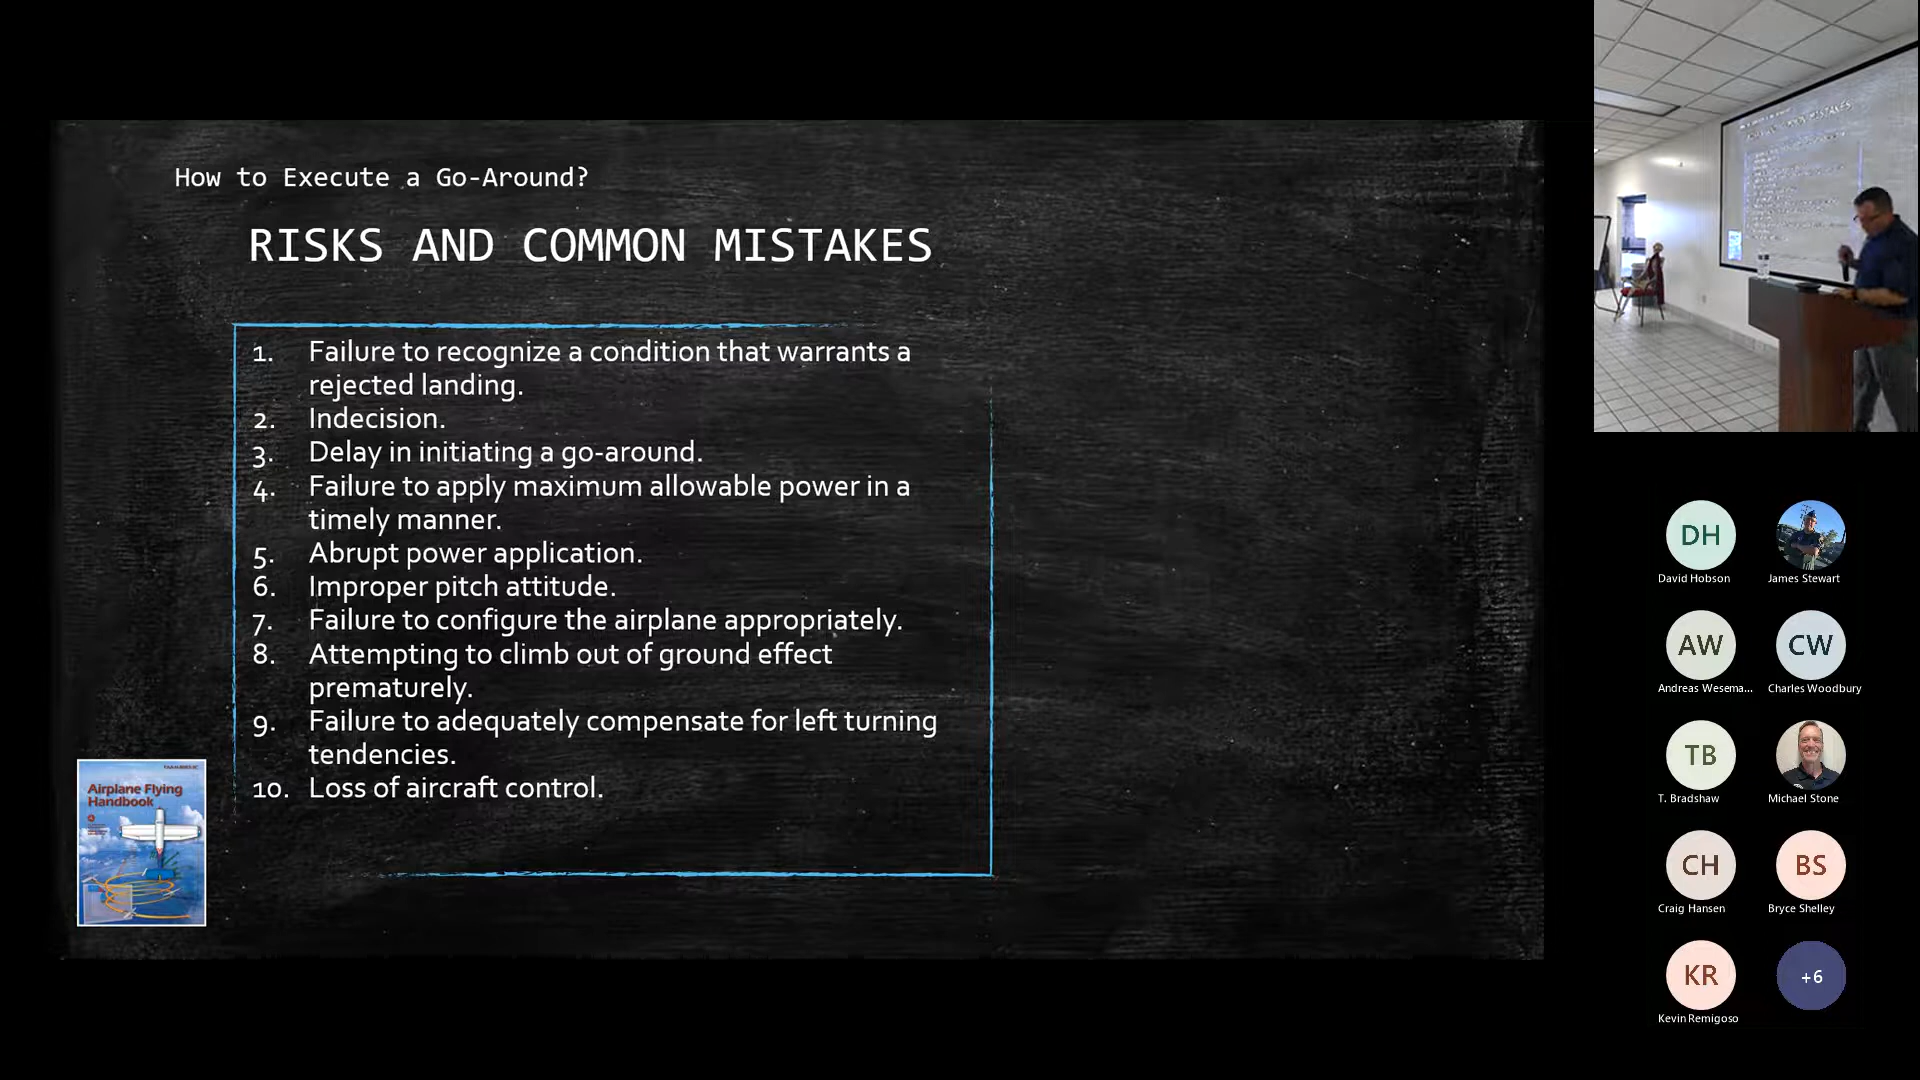 How to Execute a Go-Around?
RISKS AND COMMON MISTAKES
1. Failure to recognize a condition that warrants a
rejected landing.
2. Indecision.
3. Delay in initiating a go-around.
4. Failure to apply maximum allowable power in a
timely manner.
5. Abrupt power application.
6. Improper pitch attitude.
7. Failure to configure the airplane appropriately.
8. Attempting to climb out of ground effect
prematurely.
9. Failure to adequately compensate for left turning
tendencies.
10. Loss of aircraft control.
Airplane Flying
Handbook
MISTAKES
DH
David Hobson
James Stewart
AW
Andreas Wesema...
CW
Charles Woodbury
TB
T. Bradshaw
Michael Stone
CH
Craig Hansen
BS
Bryce Shelley
KR
Kevin Remigoso
+6